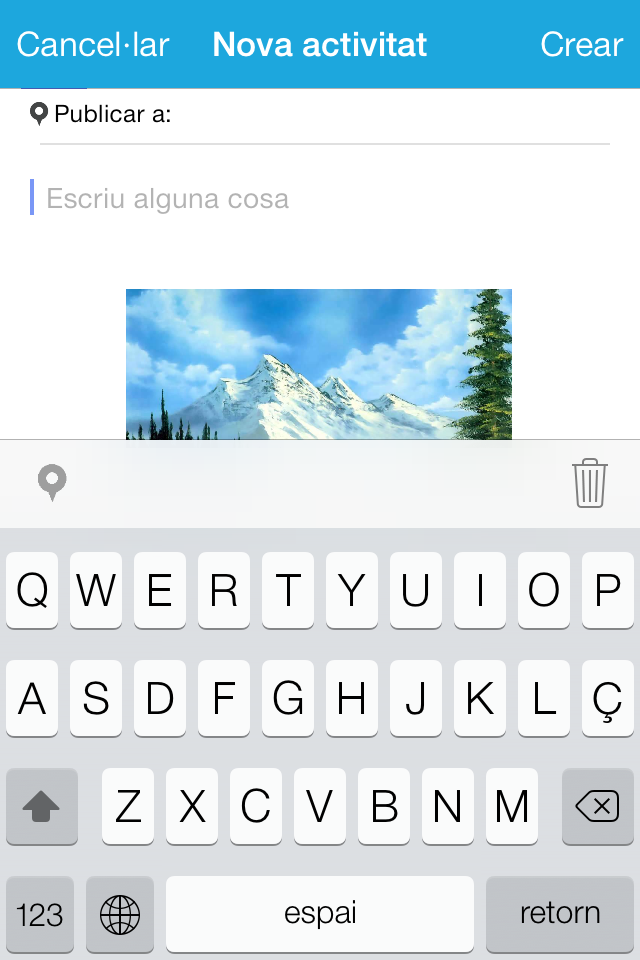 Cancel·lar Nova activitat Crear
Publicar a:
Escriu alguna cosa
Q W E R T Y U I O P
A S D F G H J K L Ç
Z X C V B N M
123 espai retorn